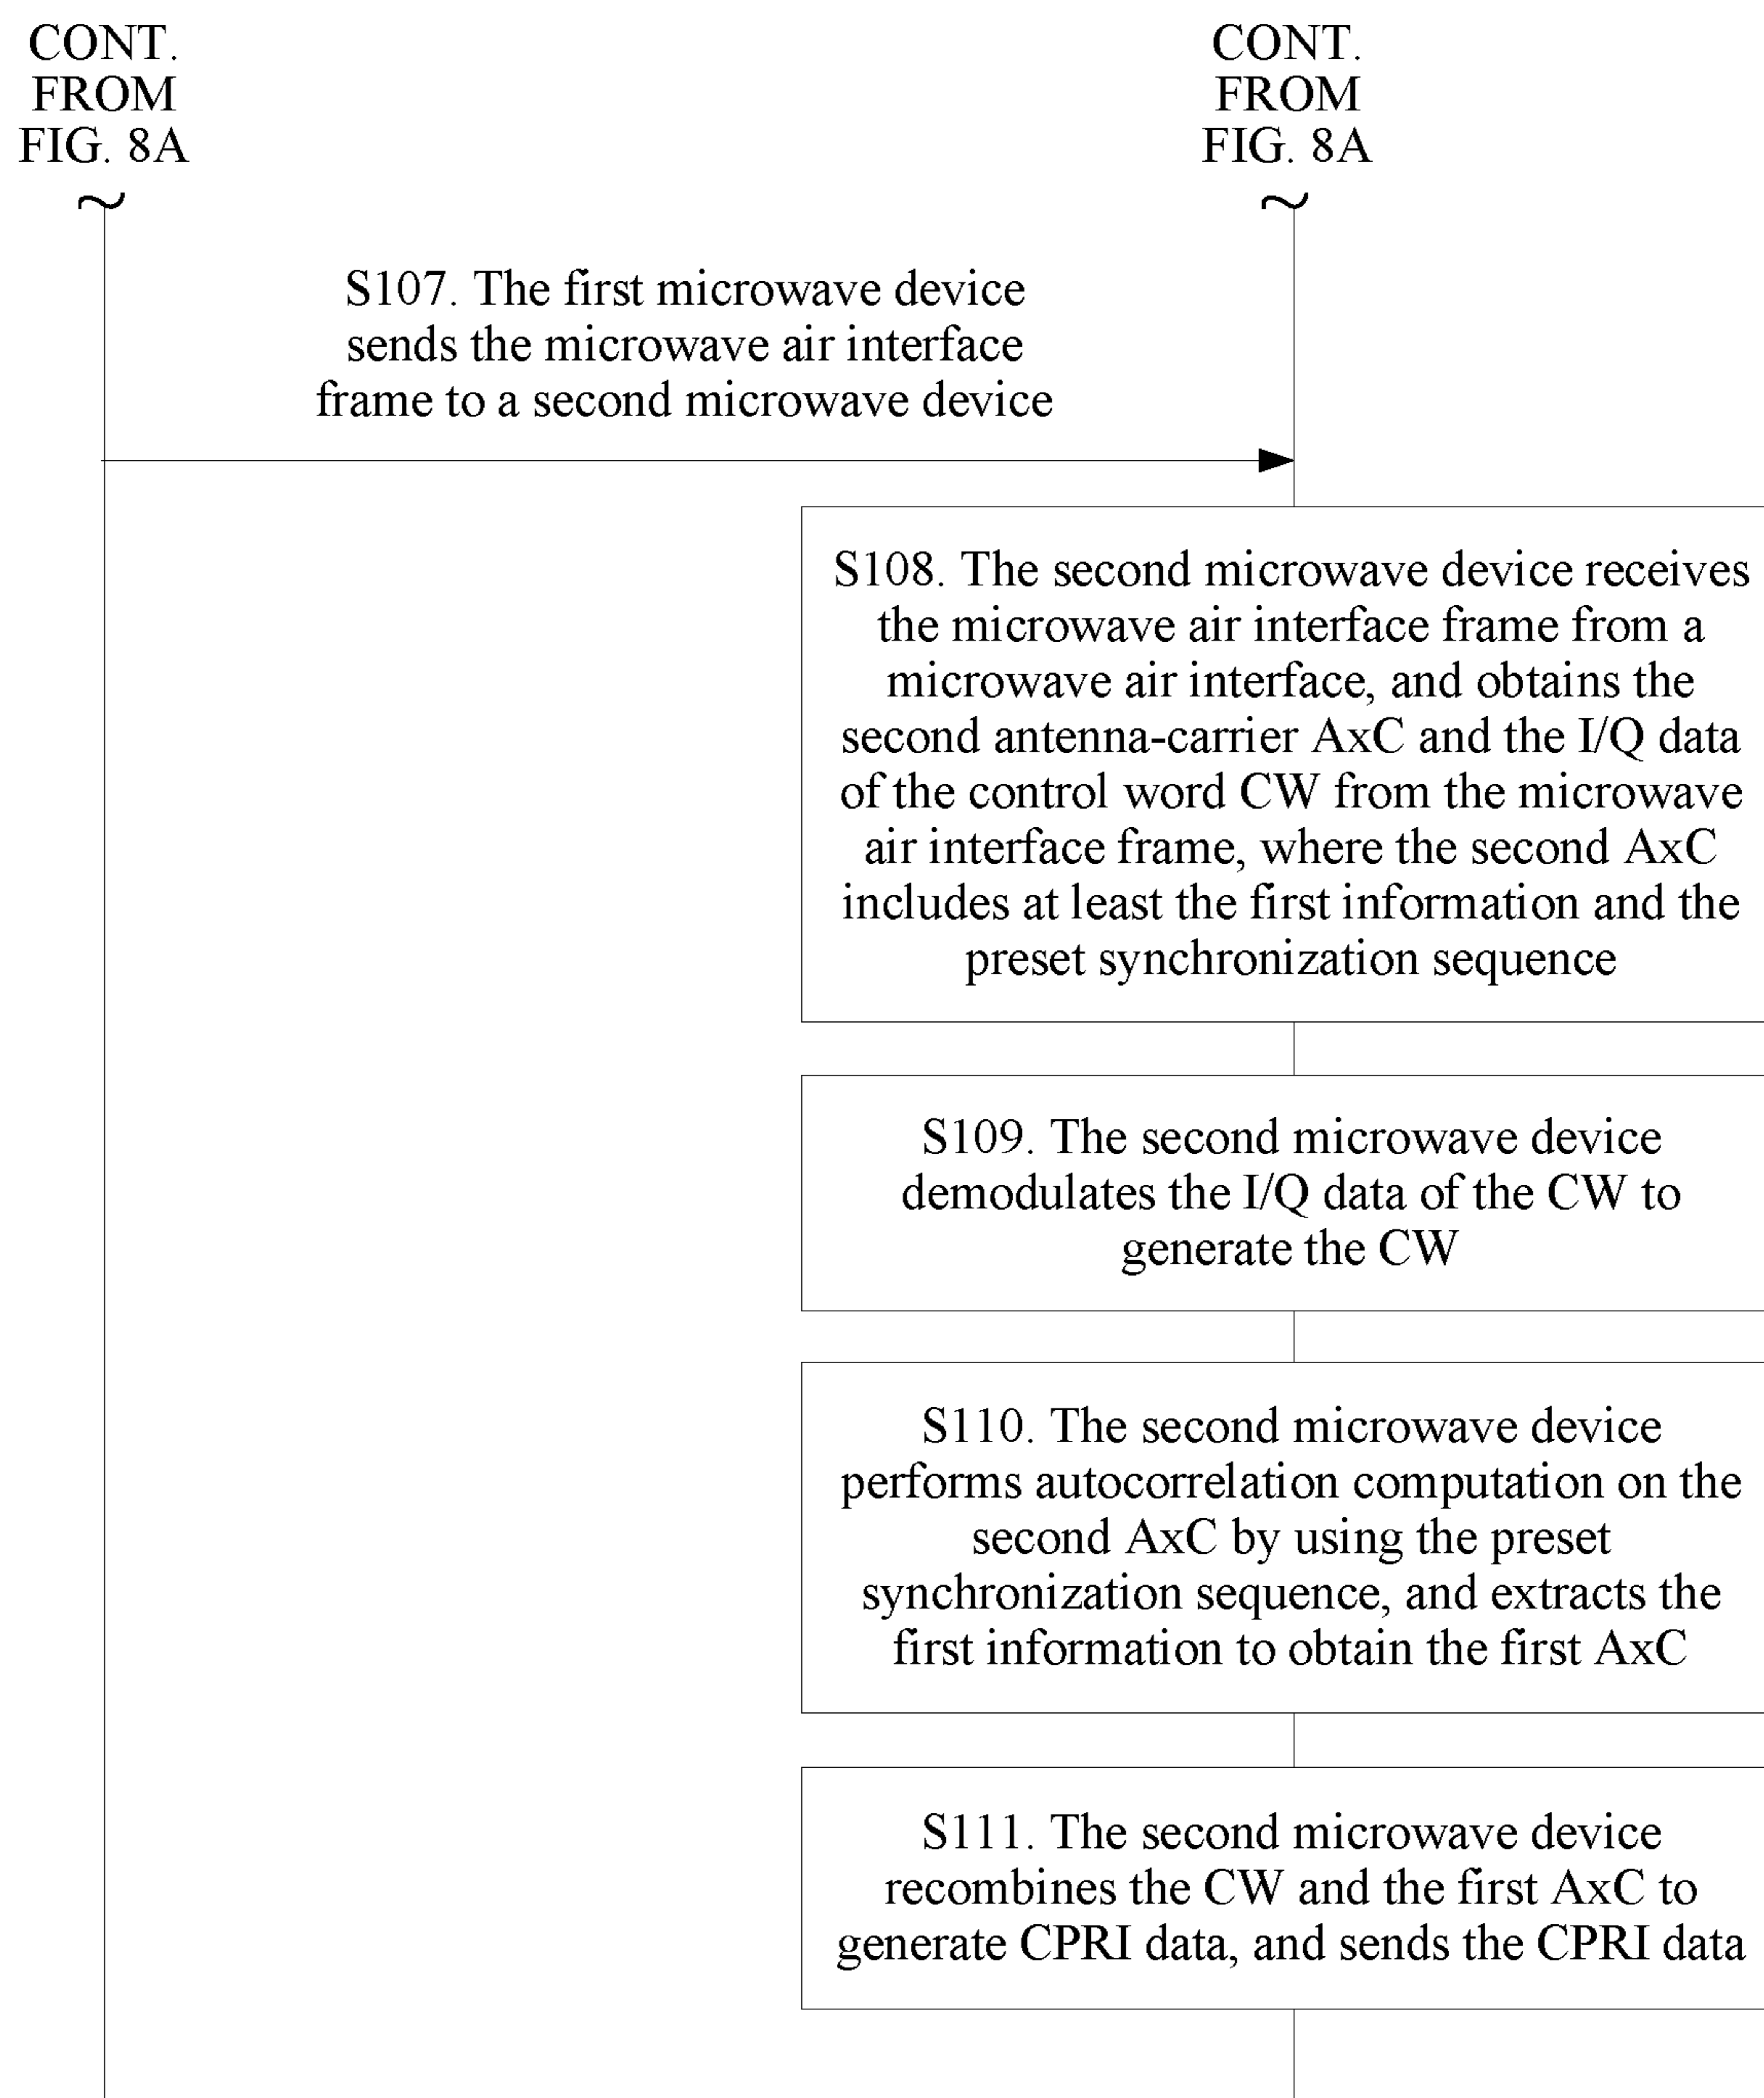 CONT.
FROM
FIG. 8A
CONT.
FROM
FIG. 8A
S107. The first microwave device
sends the microwave air interface
frame to a second microwave device
S108. The second microwave device receives
the microwave air interface frame from a
microwave air interface, and obtains the
second antenna-carrier AxC and the I/Q data
of the control word CW from the microwave
air interface frame, where the second AxC
includes at least the first information and the
preset synchronization sequence
S109. The second microwave device
demodulates the I/Q data of the CW to
generate the CW
S110. The second microwave device
performs autocorrelation computation on the
second AxC by using the preset
synchronization sequence, and extracts the
first information to obtain the first AxC
S111. The second microwave device
recombines the CW and the first AxC to
generate CPRI data, and sends the CPRI data